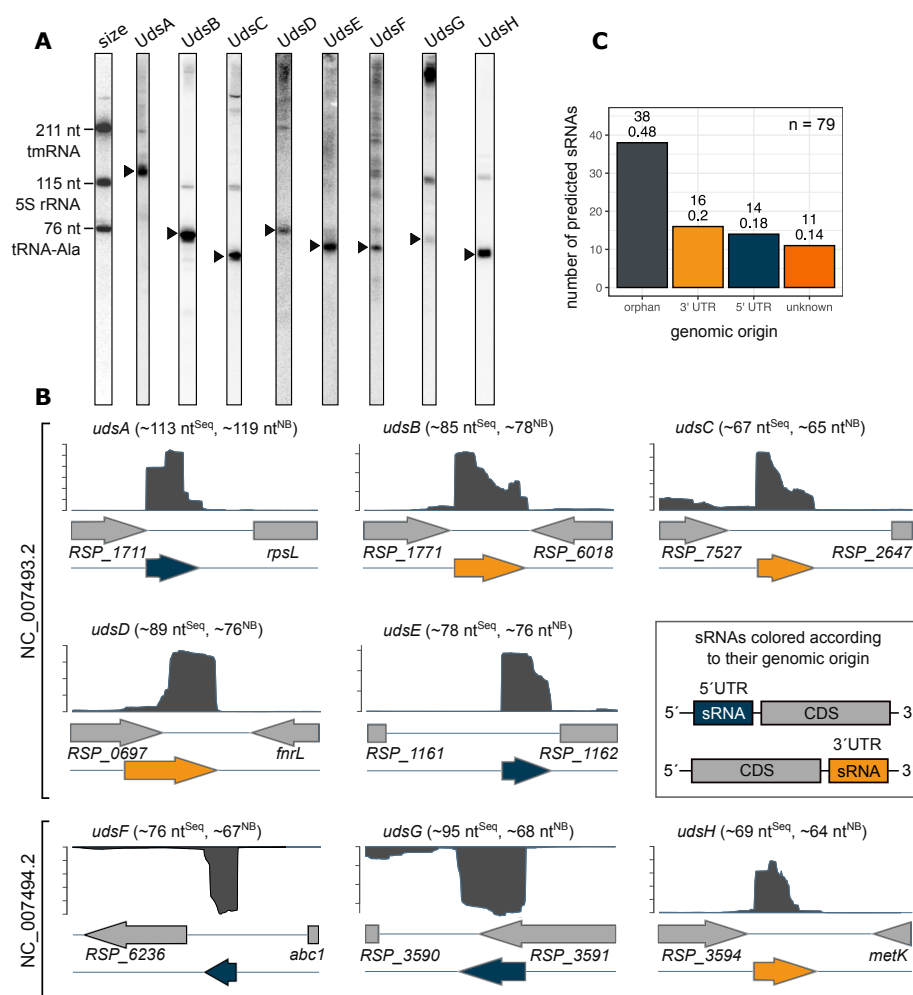 A
size
UdsA
UdsB
UdsC
UdsD
UdsE
UdsF
UdsG
UdsH
211 nt
tmRNA
115 nt
5S rRNA
76 nt
tRNA-Ala
C
number of predicted sRNAs
0
10
20
30
40
38
0.48
16
0.2
14
0.18
11
0.14
n = 79
orphan
3' UTR
5' UTR
unknown
genomic origin
B
NC_007493.2
udsA (~113 nt^Seq, ~119 nt^NB)
RSP_1711
rpsL
udsB (~85 nt^Seq, ~78^NB)
RSP_1771
RSP_6018
udsC (~67 nt^Seq, ~65 nt^NB)
RSP_7527
RSP_2647
udsD (~89 nt^Seq, ~76^NB)
RSP_0697
fnrL
udsE (~78 nt^Seq, ~76 nt^NB)
RSP_1161
RSP_1162
sRNAs colored according
to their genomic origin
5´UTR
5´
sRNA
CDS
3´
3´UTR
5´
CDS
sRNA
3´
NC_007494.2
udsF (~76 nt^Seq, ~67^NB)
RSP_6236
abc1
udsG (~95 nt^Seq, ~68 nt^NB)
RSP_3590
RSP_3591
udsH (~69 nt^Seq, ~64 nt^NB)
RSP_3594
metK